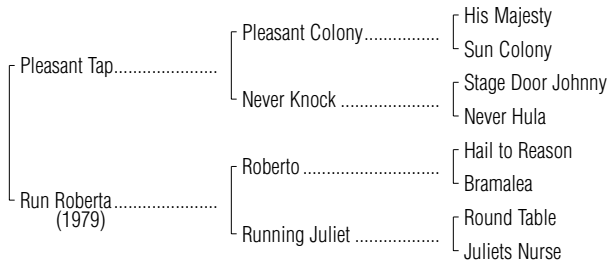 His Majesty
Pleasant Colony..................
Sun Colony
Pleasant Tap.......................
Stage Door Johnny
Never Knock .......................
Never Hula
Hail to Reason
Roberto ................................
Bramalea
Run Roberta.......................
(1979)
Round Table
Running Juliet ....................
Juliets Nurse